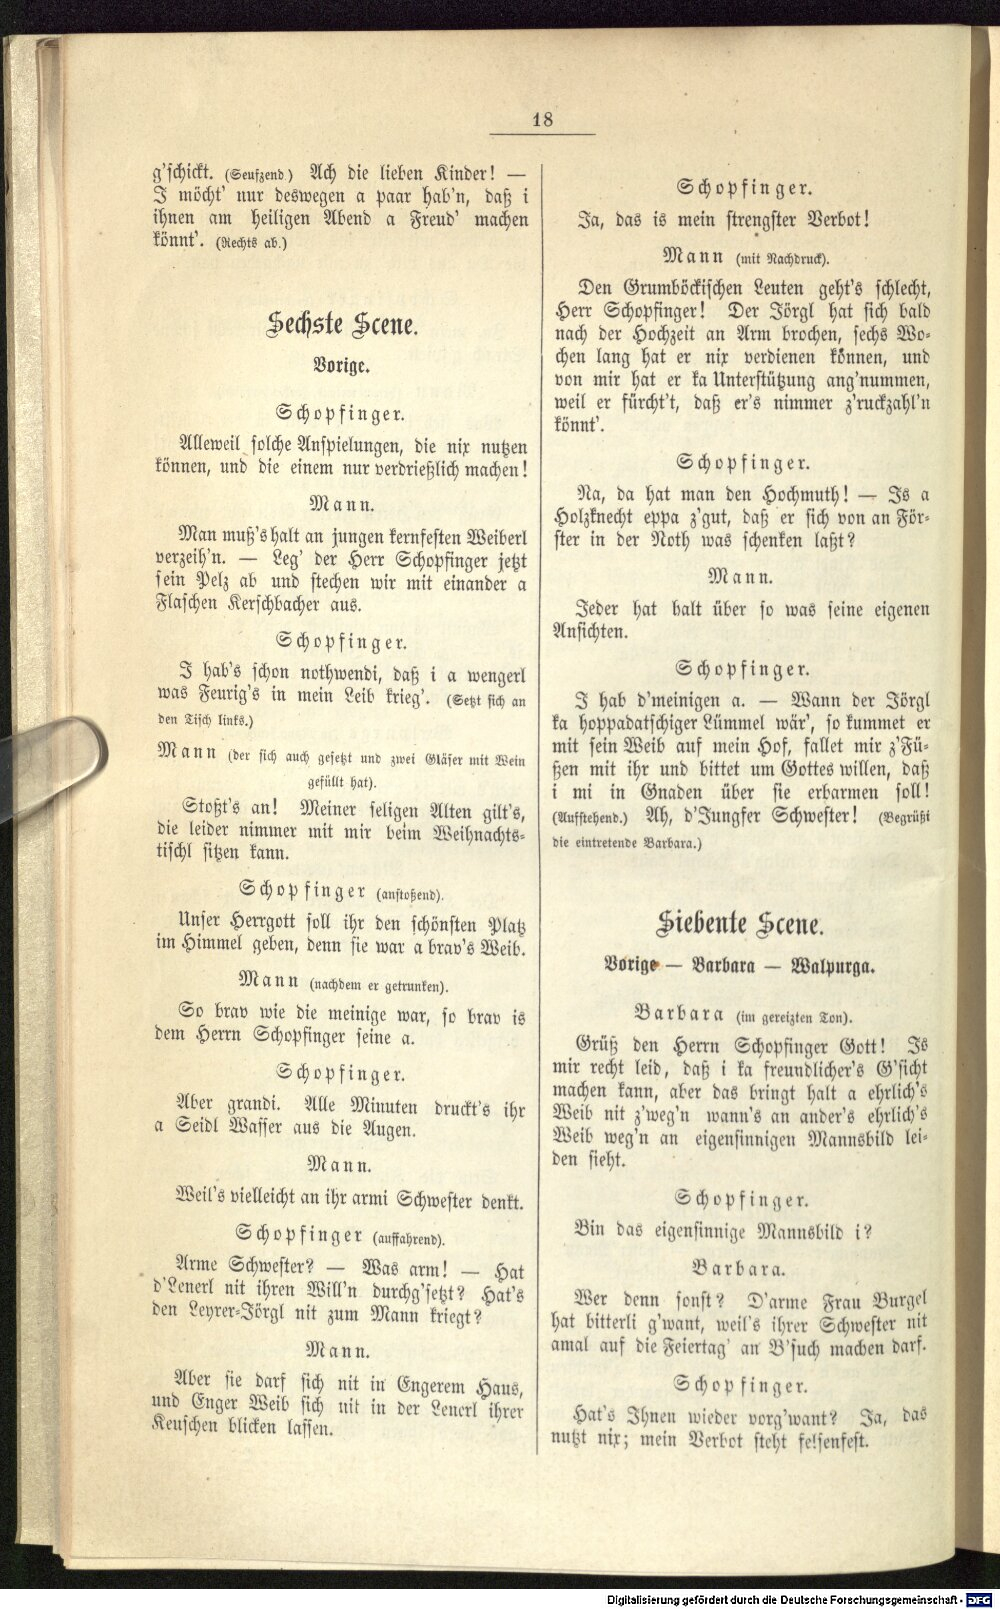 18
g'schickt. (Seufzend) Ach die lieben Kinder! —
I möcht' nur deswegen a paar hab'n, daß i
ihnen am heiligen Abend a Freud' machen
könnt'. (Rechts ab.)
Sechste Scene.
Vorige.
Schopfinger.
Alleweil solche Anspielungen, die nix nutzen
können, und die einem nur verdrießlich machen!
Mann.
Man muß's halt an jungen kernfesten Weiberl
verzeih'n. — Leg' der Herr Schopfinger jetzt
sein Pelz ab und stechen wir mit einander a
Flaschen Kerschbacher aus.
Schopfinger.
I hab's schon nothwendi, daß i a wengerl
was Feurig's in mein Leib krieg'. (Setzt sich an
den Tisch links.)
Mann (der sich auch gesetzt und zwei Gläser mit Wein
gefüllt hat).
Stoßt's an! Meiner seligen Alten gilt's,
die leider nimmer mit mir beim Weihnachts-
tischl sitzen kann.
Schopfinger (anstoßend).
Unser Herrgott soll ihr den schönsten Platz
im Himmel geben, denn sie war a brav's Weib.
Mann (nachdem er getrunken).
So brav wie die meinige war, so brav is
dem Herrn Schopfinger seine a.
Schopfinger.
Aber grandi. Alle Minuten druckt's ihr
a Seidl Wasser aus die Augen.
Mann.
Weil's vielleicht an ihr armi Schwester denkt.
Schopfinger (auffahrend).
Arme Schwester? — Was arm! — Hat
d'Lenerl nit ihren Will'n durchg'setzt? Hat's
den Leyrer-Jörgl nit zum Mann kriegt?
Mann.
Aber sie darf sich nit in Engerem Haus,
und Enger Weib sich nit in der Lenerl ihrer
Keuschen blicken lassen.
Schopfinger.
Ja, das is mein strengster Verbot!
Mann (mit Nachdruck).
Den Grumböckischen Leuten geht's schlecht,
Herr Schopfinger! Der Jörgl hat sich bald
nach der Hochzeit an Arm brochen, sechs Wo-
chen lang hat er nix verdienen können, und
von mir hat er ka Unterstützung ang'nummen,
weil er fürcht't, daß er's nimmer z'ruckzahl'n
könnt'.
Schopfinger.
Na, da hat man den Hochmuth! — Is a
Holzknecht eppa z'gut, daß er sich von an För-
ster in der Noth was schenken laßt?
Mann.
Jeder hat halt über so was seine eigenen
Ansichten.
Schopfinger.
I hab d'meinigen a. — Wann der Jörgl
ka hoppadatschiger Lümmel wär', so kummet er
mit sein Weib auf mein Hof, fallet mir z'Fü-
ßen mit ihr und bittet um Gottes willen, daß
i mi in Gnaden über sie erbarmen soll!
(Aufstehend.) Ah, d'Jungfer Schwester! (Begrüßt
die eintretende Barbara.)
Siebente Scene.
Vorige — Barbara — Walpurga.
Barbara (im gereizten Ton).
Grüß den Herrn Schopfinger Gott! Is
mir recht leid, daß i ka freundlicher's G'sicht
machen kann, aber das bringt halt a ehrlich's
Weib nit z'weg'n wann's an ander's ehrlich's
Weib weg'n an eigensinnigen Mannsbild lei-
den sieht.
Schopfinger.
Bin das eigensinnige Mannsbild i?
Barbara.
Wer denn sonst? D'arme Frau Burgel
hat bitterli g'want, weil's ihrer Schwester nit
amal auf die Feiertag' an B'such machen darf.
Schopfinger.
Hat's Ihnen wieder vorg'want? Ja, das
nutzt nix; mein Verbot steht felsenfest.
Digitalisierung gefördert durch die Deutsche Forschungsgemeinschaft - DFG